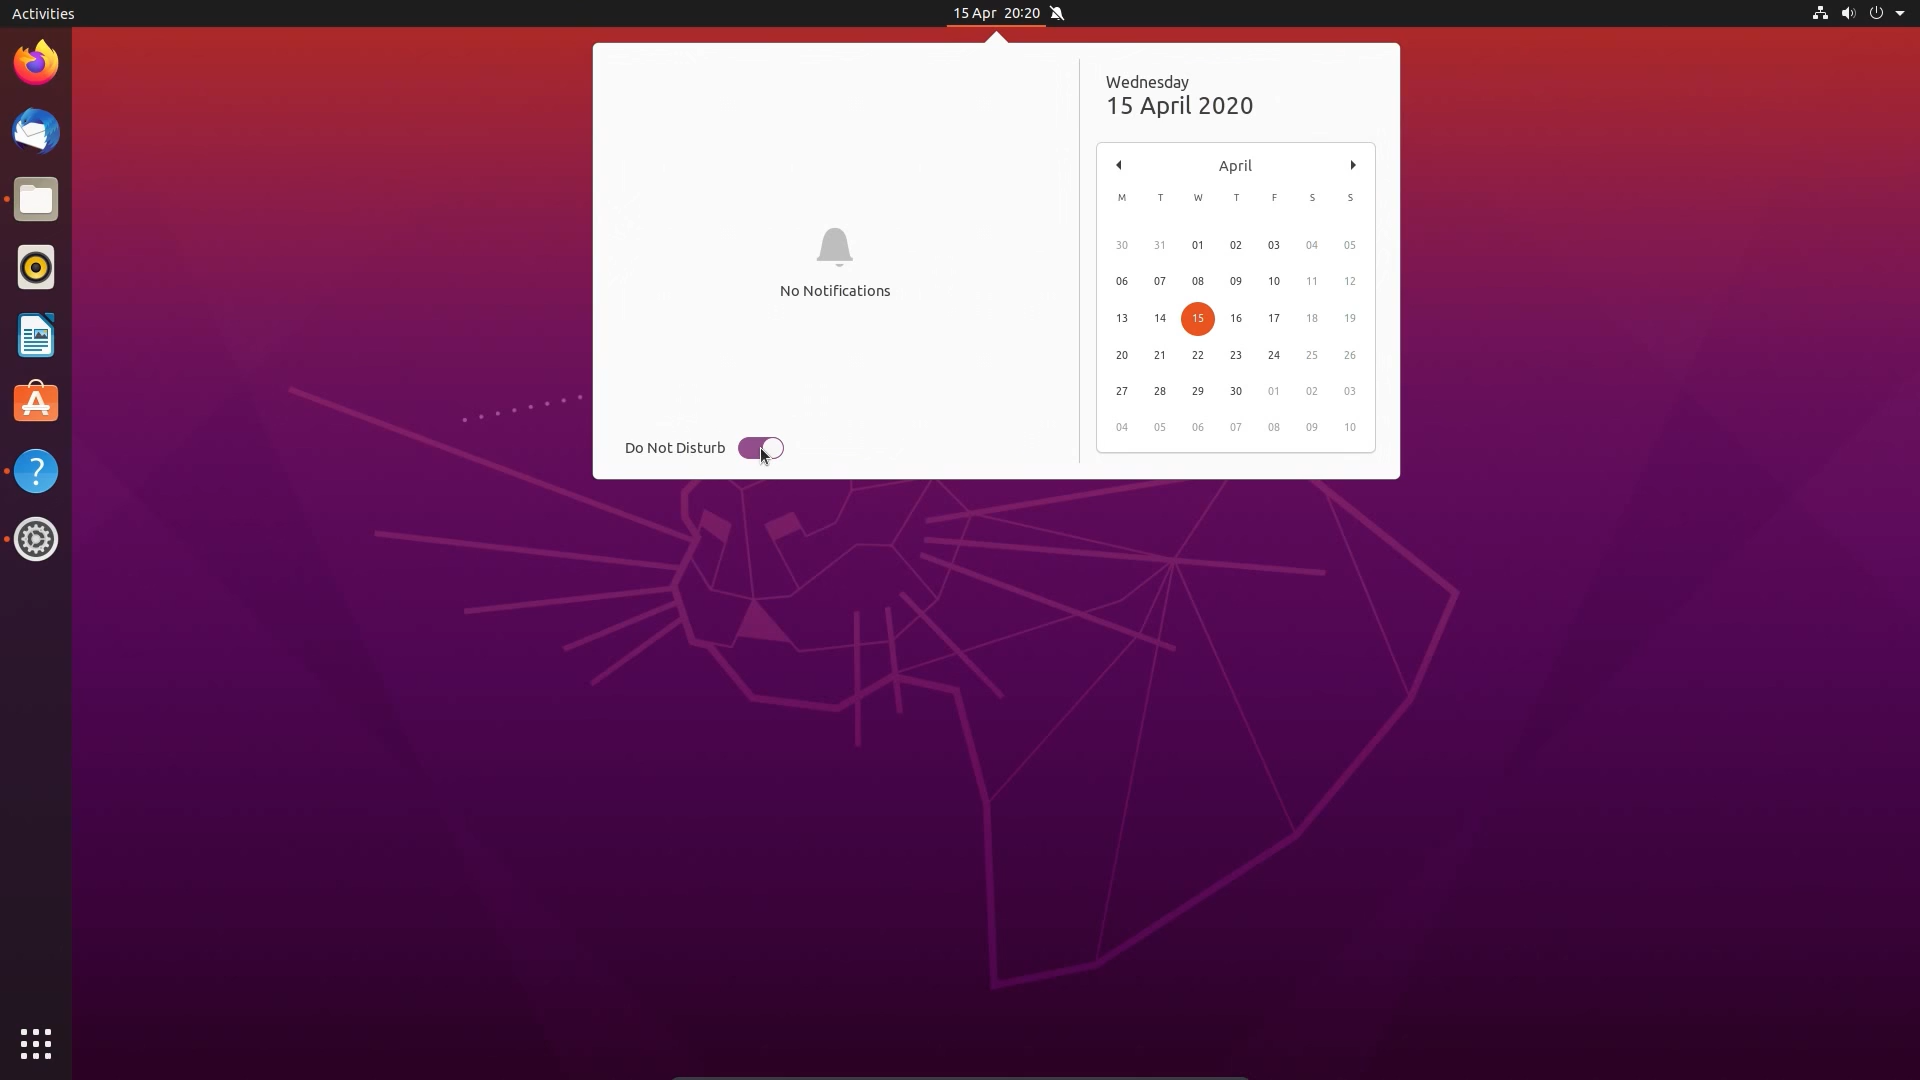 Activities
15 Apr 20:20
Wednesday
15 April 2020
No Notifications
Do Not Disturb
April
M T W T F S S
30 31 01 02 03 04 05
06 07 08 09 10 11 12
13 14 15 16 17 18 19
20 21 22 23 24 25 26
27 28 29 30 01 02 03
04 05 06 07 08 09 10
?